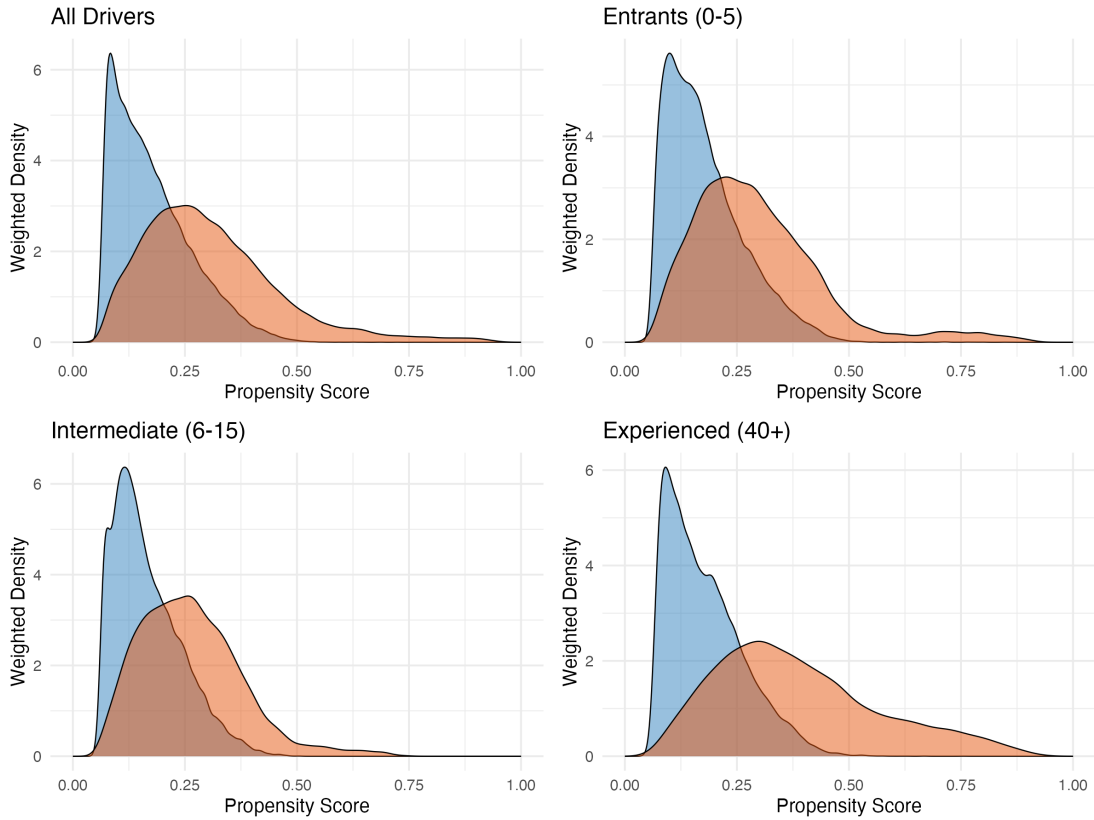 All Drivers
Weighted Density
6
4
2
0
0.00 0.25 0.50 0.75 1.00
Propensity Score
Entrants (0-5)
Weighted Density
4
2
0
0.00 0.25 0.50 0.75 1.00
Propensity Score
Intermediate (6-15)
Weighted Density
6
4
2
0
0.00 0.25 0.50 0.75 1.00
Propensity Score
Experienced (40+)
Weighted Density
6
4
2
0
0.00 0.25 0.50 0.75 1.00
Propensity Score